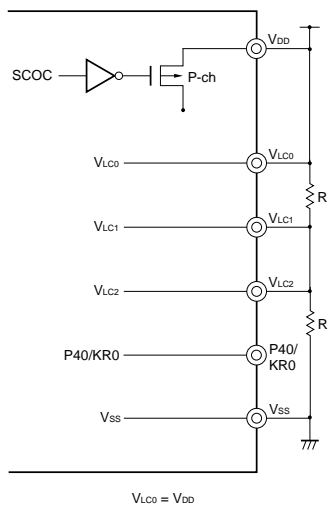 VDD
SCOC
P-ch
VLC0 VLC0
R
VLC1 VLC1
VLC2 VLC2
R
P40/KR0 P40/
KR0
VSS VSS
VLC0 = VDD